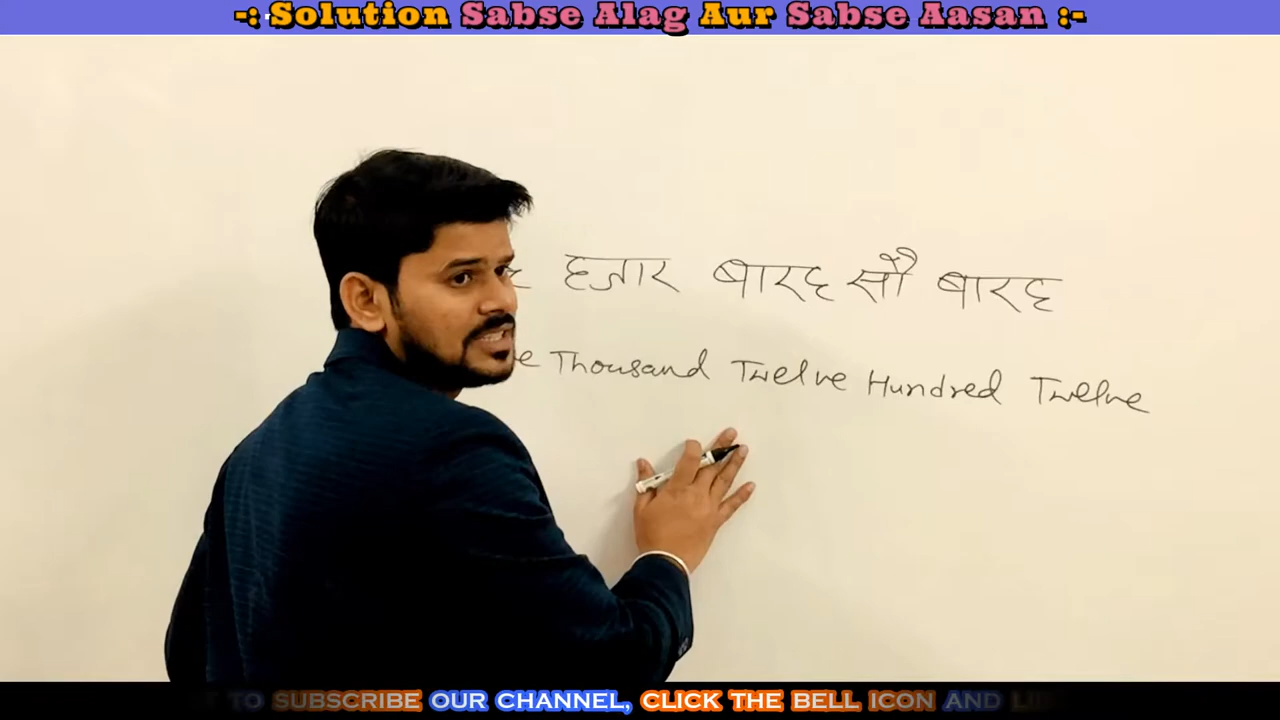 -: Solution Sabse Alag Aur Sabse Aasan :-
हजार बारह सौ बारह
Thousand Twelve Hundred Twelve
TO SUBSCRIBE OUR CHANNEL, CLICK THE BELL ICON AND